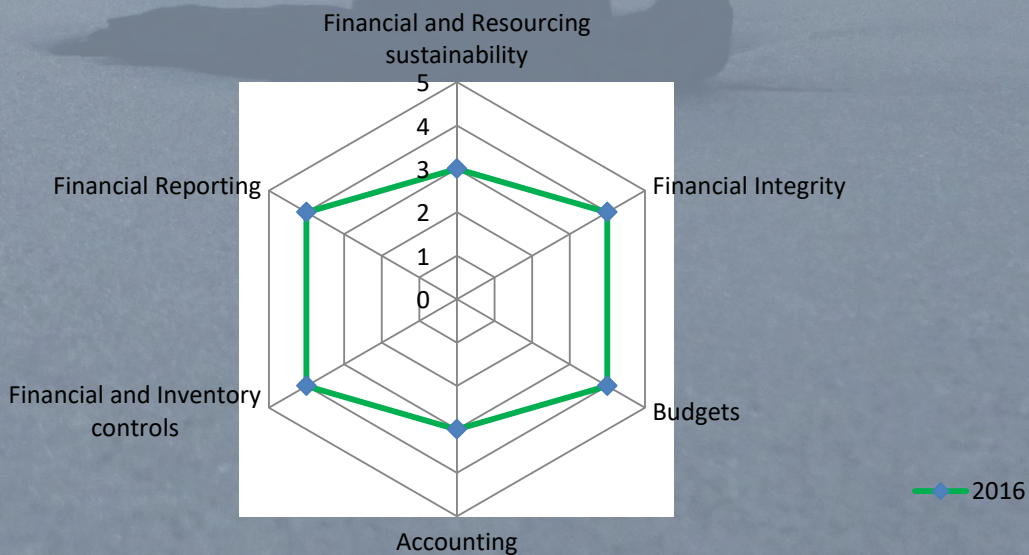 Financial and Resourcing
sustainability
5
4
3
2
1
0
Financial Reporting
Financial Integrity
Financial and Inventory
controls
Budgets
Accounting
2016